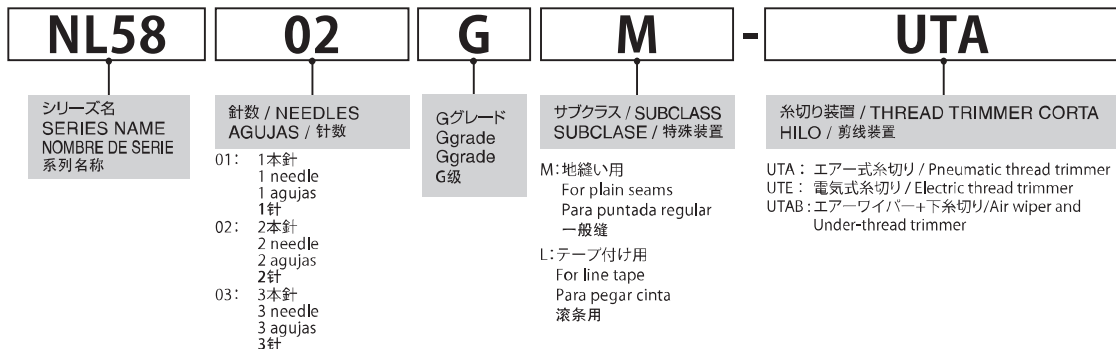 NL58 02 G M - UTA
シリーズ名
SERIES NAME
NOMBRE DE SERIE
系列名称
針数 / NEEDLES
AGUJAS / 针数
01: 1本針
1 needle
1 agujas
1针
02: 2本針
2 needle
2 agujas
2针
03: 3本針
3 needle
3 agujas
3针
Gグレード
Ggrade
Ggrade
G级
サブクラス / SUBCLASS
SUBCLASE / 特殊装置
M:地縫い用
For plain seams
Para puntada regular
一般缝
L:テープ付け用
For line tape
Para pegar cinta
滚条用
糸切り装置 / THREAD TRIMMER CORTA
HILO / 剪线装置
UTA : エアー式糸切り / Pneumatic thread trimmer
UTE : 電気式糸切り / Electric thread trimmer
UTAB : エアーワイパー+下糸切り/Air wiper and
Under-thread trimmer